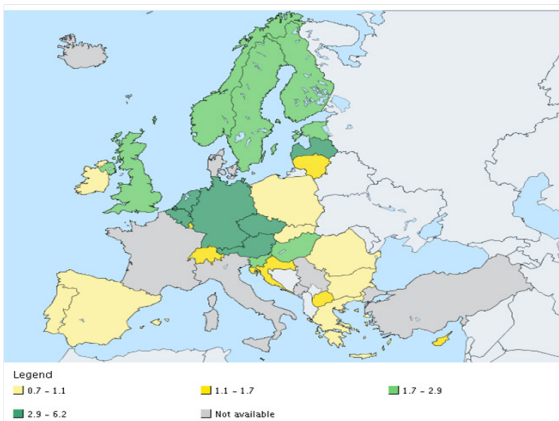 Legend
0.7 - 1.1
1.1 - 1.7
1.7 - 2.9
2.9 - 6.2
Not available